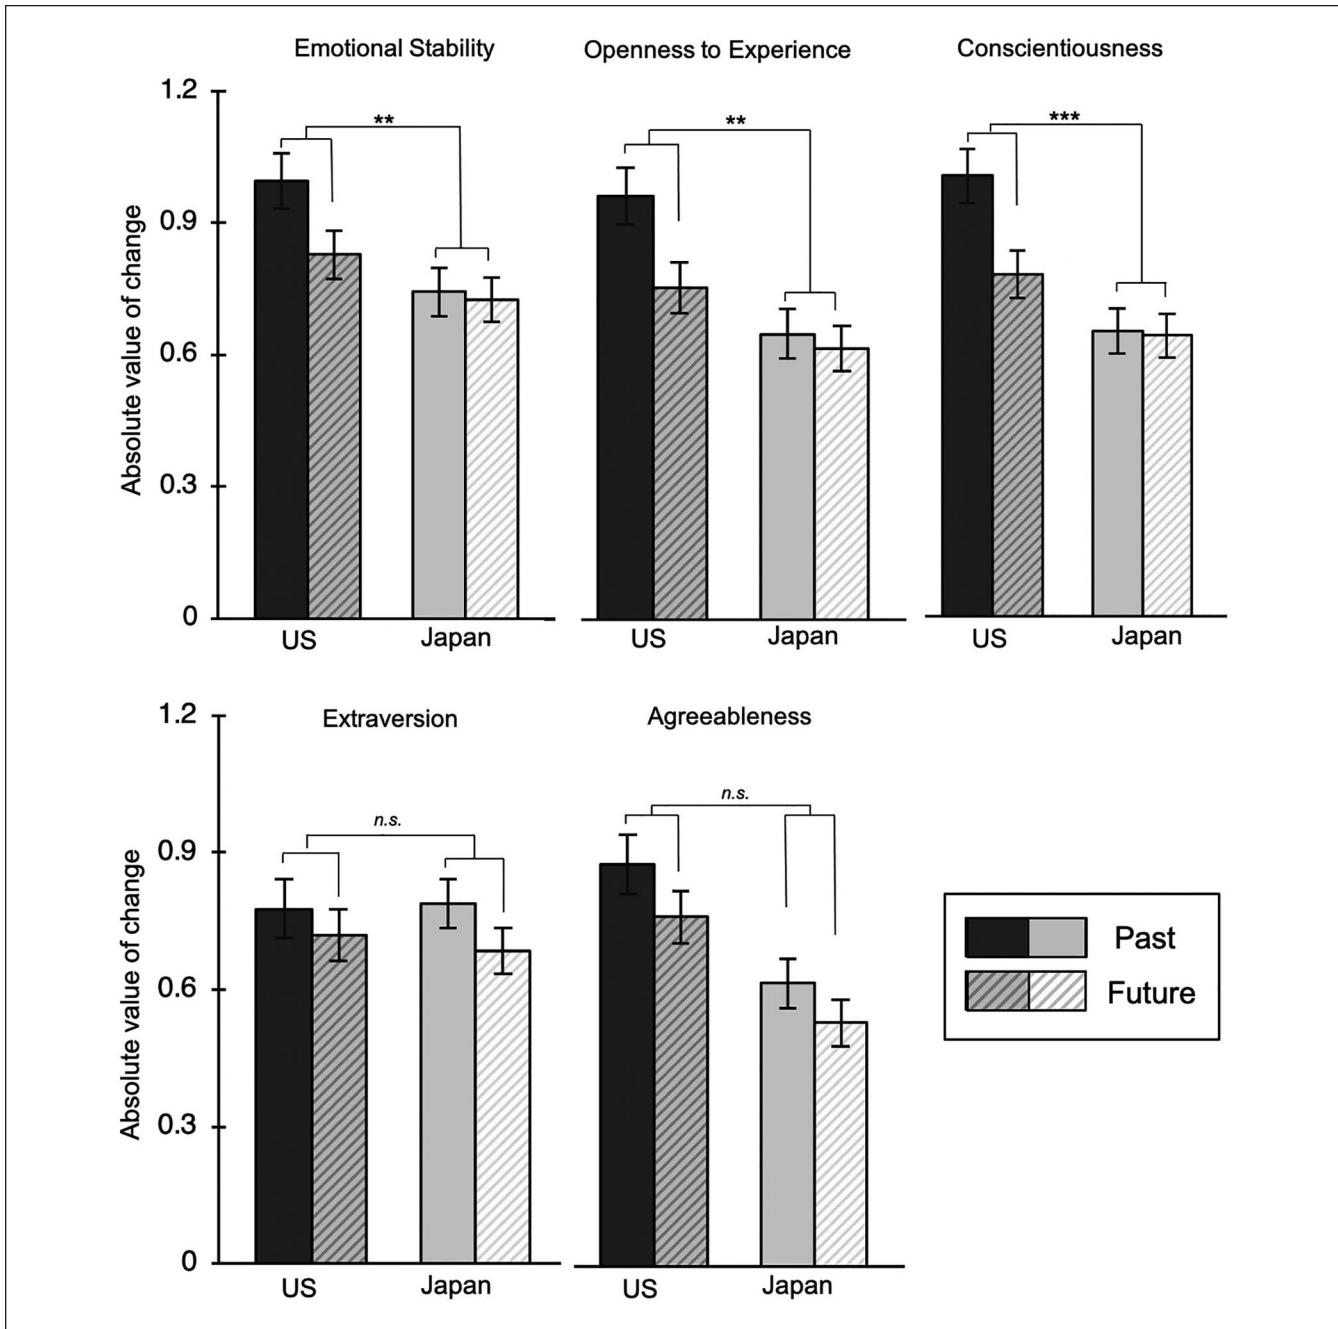 Emotional Stability
Openness to Experience
Conscientiousness
1.2
0.9
0.6
0.3
0
Absolute value of change
**
**
***
US
Japan
US
Japan
US
Japan
Extraversion
Agreeableness
1.2
0.9
0.6
0.3
0
Absolute value of change
n.s.
n.s.
US
Japan
US
Japan
Past
Future